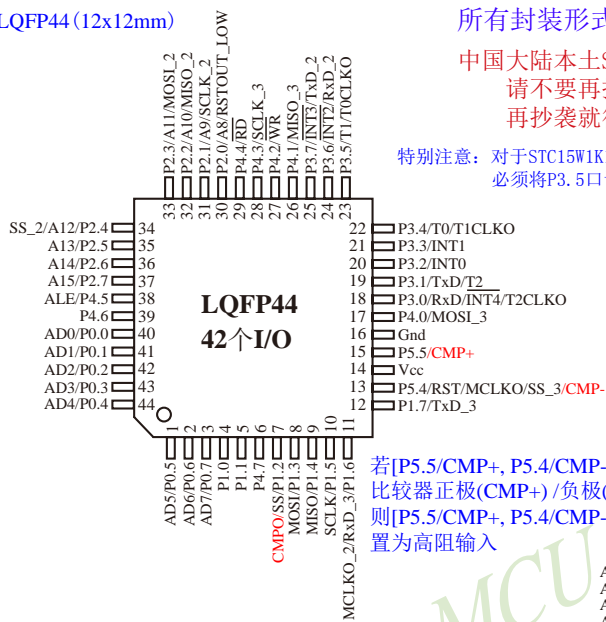 LQFP44(12x12mm)
所有封装形式
中国大陆本土S
请不要再抄
再抄袭就很
特别注意: 对于STC15W1K
必须将P3.5口
P2.3/A11/MOSI_2
P2.2/A10/MISO_2
P2.1/A9/SCLK_2
P2.0/A8/RSTOUT_LOW
P4.4/RD
P4.3/SCLK_3
P4.2/WR
P4.1/MISO_3
P3.7/INT3/TxD_2
P3.6/INT2/RxD_2
P3.5/T1/T0CLKO
33 32 31 30 29 28 27 26 25 24 23
SS_2/A12/P2.4 34
A13/P2.5 35
A14/P2.6 36
A15/P2.7 37
ALE/P4.5 38
P4.6 39
AD0/P0.0 40
AD1/P0.1 41
AD2/P0.2 42
AD3/P0.3 43
AD4/P0.4 44
LQFP44
42个I/O
22 P3.4/T0/T1CLKO
21 P3.3/INT1
20 P3.2/INT0
19 P3.1/TxD/T2
18 P3.0/RxD/INT4/T2CLKO
17 P4.0/MOSI_3
16 Gnd
15 P5.5/CMP+
14 Vcc
13 P5.4/RST/MCLKO/SS_3/CMP-
12 P1.7/TxD_3
1 2 3 4 5 6 7 8 9 10 11
AD5/P0.5
AD6/P0.6
AD7/P0.7
P1.0
P1.1
P4.7
CMPO/SS/P1.2
MOSI/P1.3
MISO/P1.4
SCLK/P1.5
MCLKO_2/RxD_3/P1.6
若[P5.5/CMP+, P5.4/CMP-
比较器正极(CMP+) /负极(
则[P5.5/CMP+, P5.4/CMP-
置为高阻输入
MCU
A
A
A
A